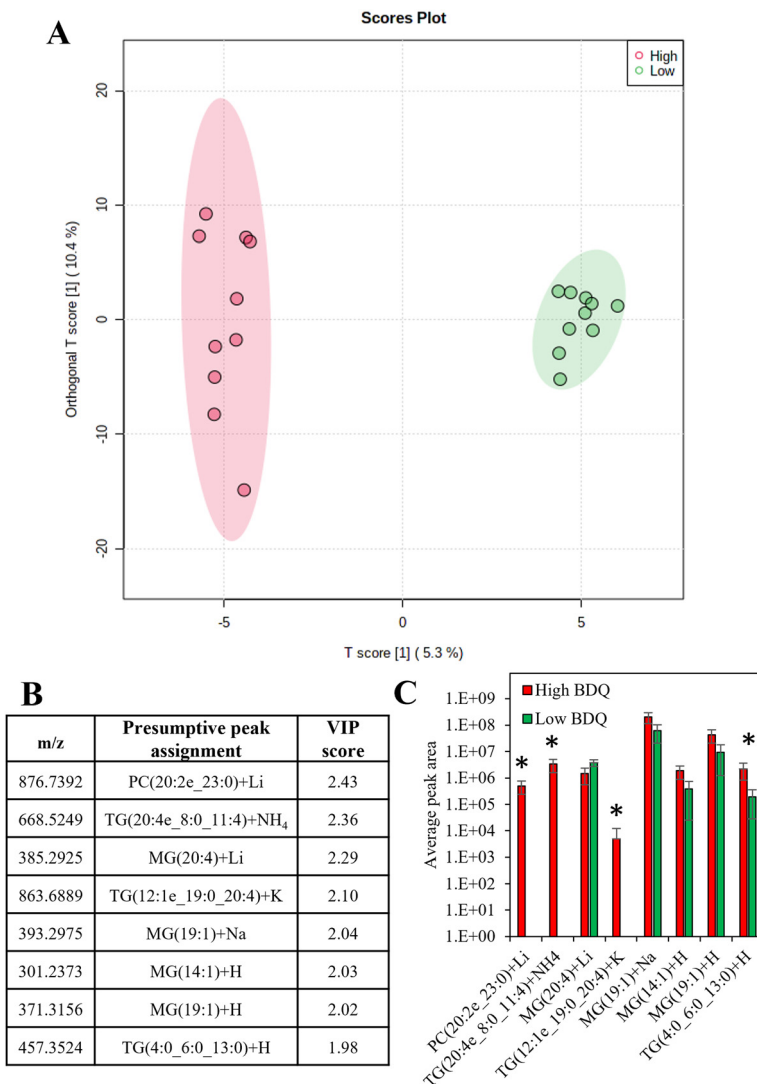 A
Scores Plot
High
Low
20
10
0
-10
-20
Orthogonal T score [1] ( 10.4 %)
-5
0
5
T score [1] ( 5.3 %)
B
m/z Presumptive peak assignment VIP score
876.7392 PC(20:2e_23:0)+Li 2.43
668.5249 TG(20:4e_8:0_11:4)+NH4 2.36
385.2925 MG(20:4)+Li 2.29
863.6889 TG(12:1e_19:0_20:4)+K 2.10
393.2975 MG(19:1)+Na 2.04
301.2373 MG(14:1)+H 2.03
371.3156 MG(19:1)+H 2.02
457.3524 TG(4:0_6:0_13:0)+H 1.98
C
High BDQ
Low BDQ
1.E+09
1.E+08
1.E+07
1.E+06
1.E+05
1.E+04
1.E+03
1.E+02
1.E+01
1.E+00
Average peak area
*
*
*
*
PC(20:2e_23:0)+Li
TG(20:4e_8:0_11:4)+NH4
MG(20:4)+Li
TG(12:1e_19:0_20:4)+K
MG(19:1)+Na
MG(14:1)+H
MG(19:1)+H
TG(4:0_6:0_13:0)+H